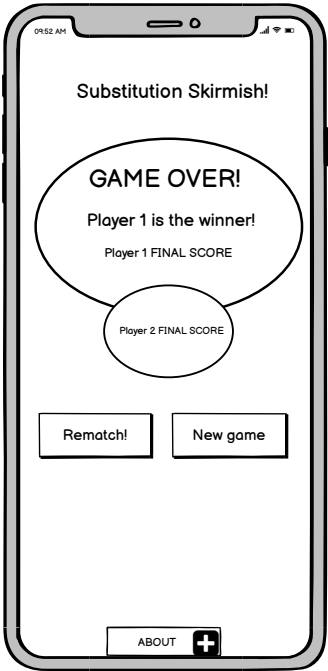 09:52 AM
Substitution Skirmish!
GAME OVER!
Player 1 is the winner!
Player 1 FINAL SCORE
Player 2 FINAL SCORE
Rematch!
New game
ABOUT